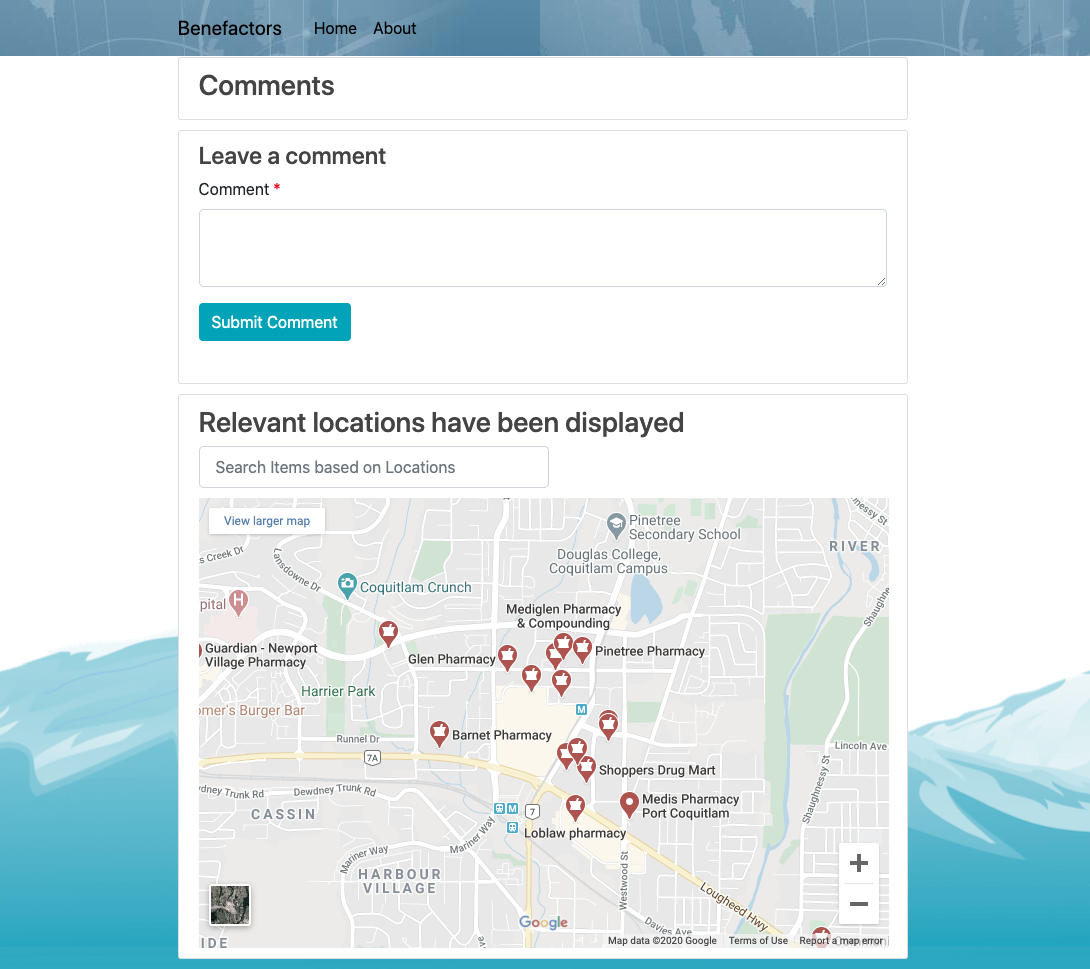 Benefactors Home About
Comments
Leave a comment
Comment *
Submit Comment
Relevant locations have been displayed
Search Items based on Locations
View larger map
Pinetree
Secondary School
Douglas College,
Coquitlam Campus
RIVER
s Creek Dr
Lansdowne Dr
Coquitlam Crunch
pital
H
Shaughne
Mediglen Pharmacy
& Compounding
Guardian - Newport
Village Pharmacy
Glen Pharmacy
Pinetree Pharmacy
Harrier Park
omer's Burger Bar
M
Runnel Dr
Barnet Pharmacy
7A
Lincoln Ave
Shoppers Drug Mart
wdney Trunk Rd
Dewdney Trunk Rd
Shaughnessy St
CASSIN
M
7
Medis Pharmacy
Port Coquitlam
Loblaw pharmacy
Mariner Way
Mariner Way
HARBOUR
VILLAGE
Westwood St
Lougheed Hwy
Google
Davies Ave
IDE
Map data ©2020 Google Terms of Use Report a map error